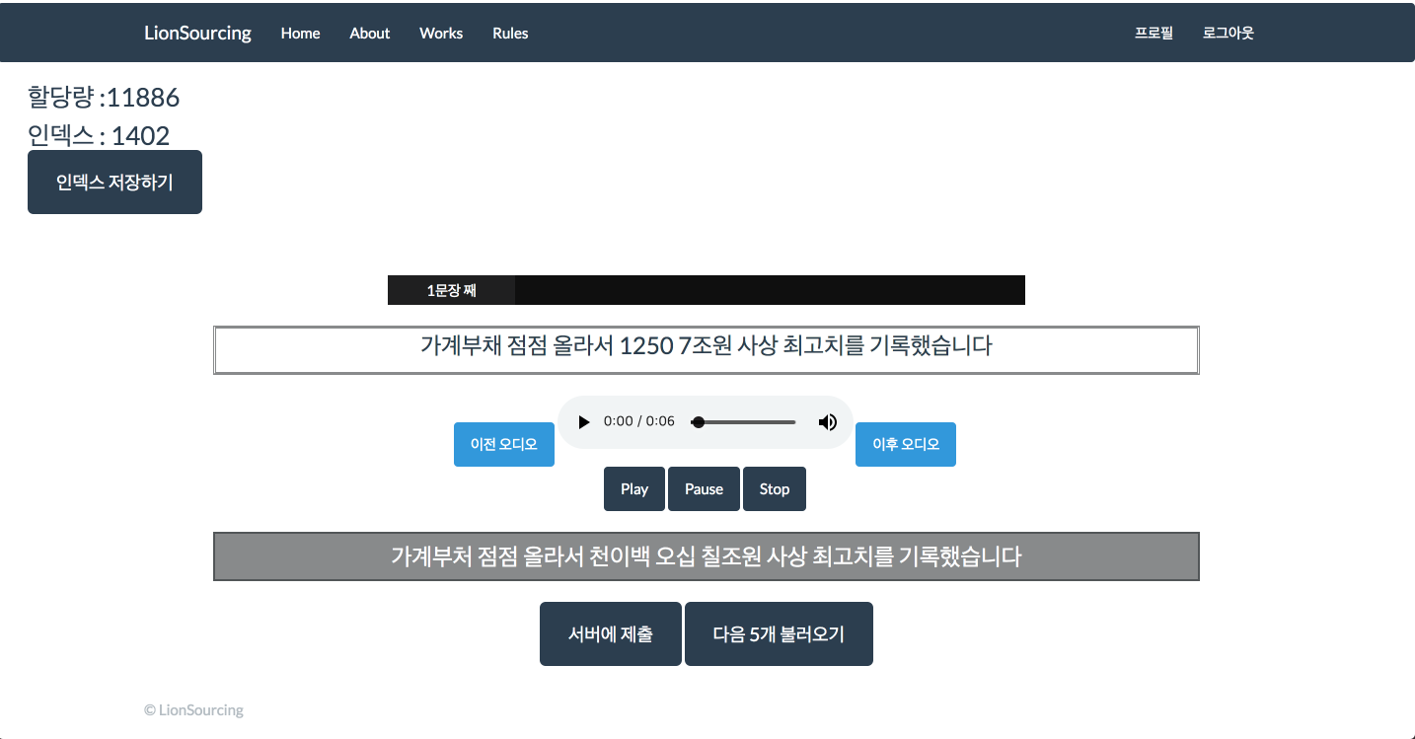 LionSourcing Home About Works Rules 프로필 로그아웃
할당량 :11886
인덱스 : 1402
인덱스 저장하기
1문장 째
가계부채 점점 올라서 1250 7조원 사상 최고치를 기록했습니다
이전 오디오 0:00 / 0:06 이후 오디오
Play Pause Stop
가계부처 점점 올라서 천이백 오십 칠조원 사상 최고치를 기록했습니다
서버에 제출 다음 5개 불러오기
© LionSourcing